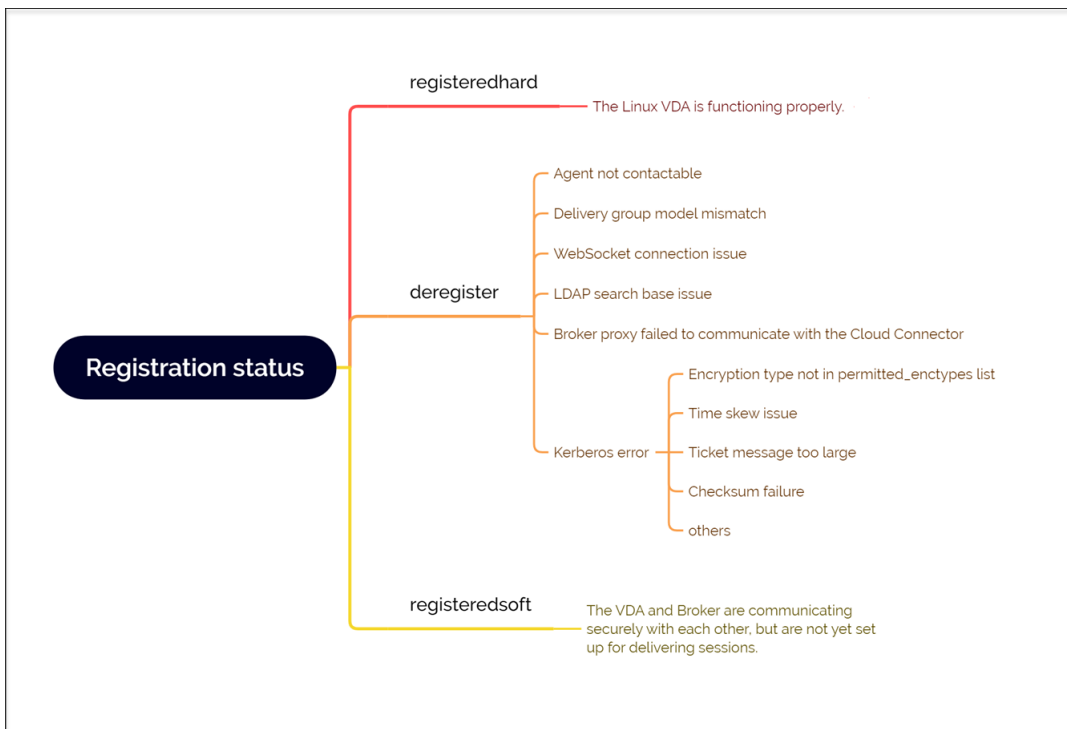 Registration status
registeredhard
The Linux VDA is functioning properly.
deregister
Agent not contactable
Delivery group model mismatch
WebSocket connection issue
LDAP search base issue
Broker proxy failed to communicate with the Cloud Connector
Kerberos error
Encryption type not in permitted_enctypes list
Time skew issue
Ticket message too large
Checksum failure
others
registeredsoft
The VDA and Broker are communicating
securely with each other, but are not yet set
up for delivering sessions.